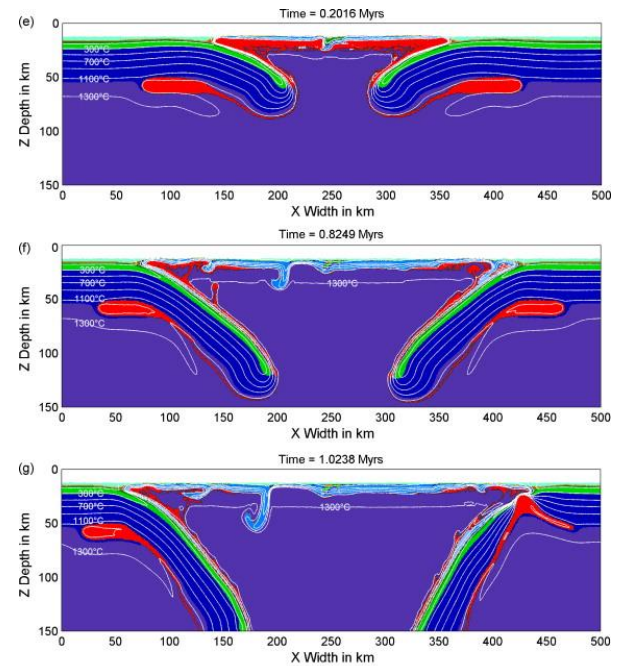 (e)
Time = 0.2016 Myrs
0
50
100
150
Z Depth in km
300°C
700°C
1100°C
1300°C
0 50 100 150 200 250 300 350 400 450 500
X Width in km
(f)
Time = 0.8249 Myrs
0
50
100
150
Z Depth in km
300°C
700°C
1100°C
1300°C
1300°C
0 50 100 150 200 250 300 350 400 450 500
X Width in km
(g)
Time = 1.0238 Myrs
0
50
100
150
Z Depth in km
300°C
700°C
1100°C
1300°C
1300°C
0 50 100 150 200 250 300 350 400 450 500
X Width in km